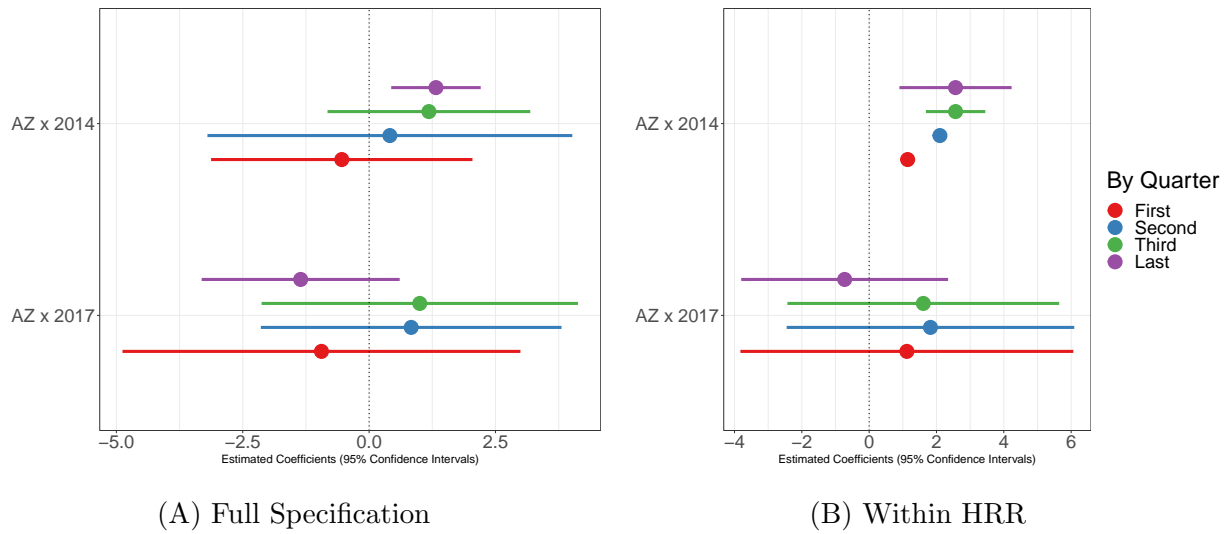 AZ x 2014
AZ x 2017
−5.0 −2.5 0.0 2.5
Estimated Coefficients (95% Confidence Intervals)
(A) Full Specification
AZ x 2014
AZ x 2017
−4 −2 0 2 4 6
Estimated Coefficients (95% Confidence Intervals)
(B) Within HRR
By Quarter
First
Second
Third
Last